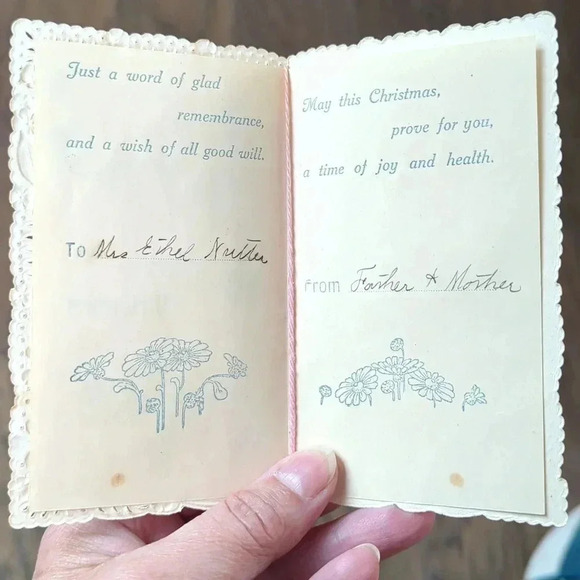 Just a word of glad
remembrance,
and a wish of all good will.
To Mrs Ethel Nutter
May this Christmas,
prove for you,
a time of joy and health.
From Father & Mother